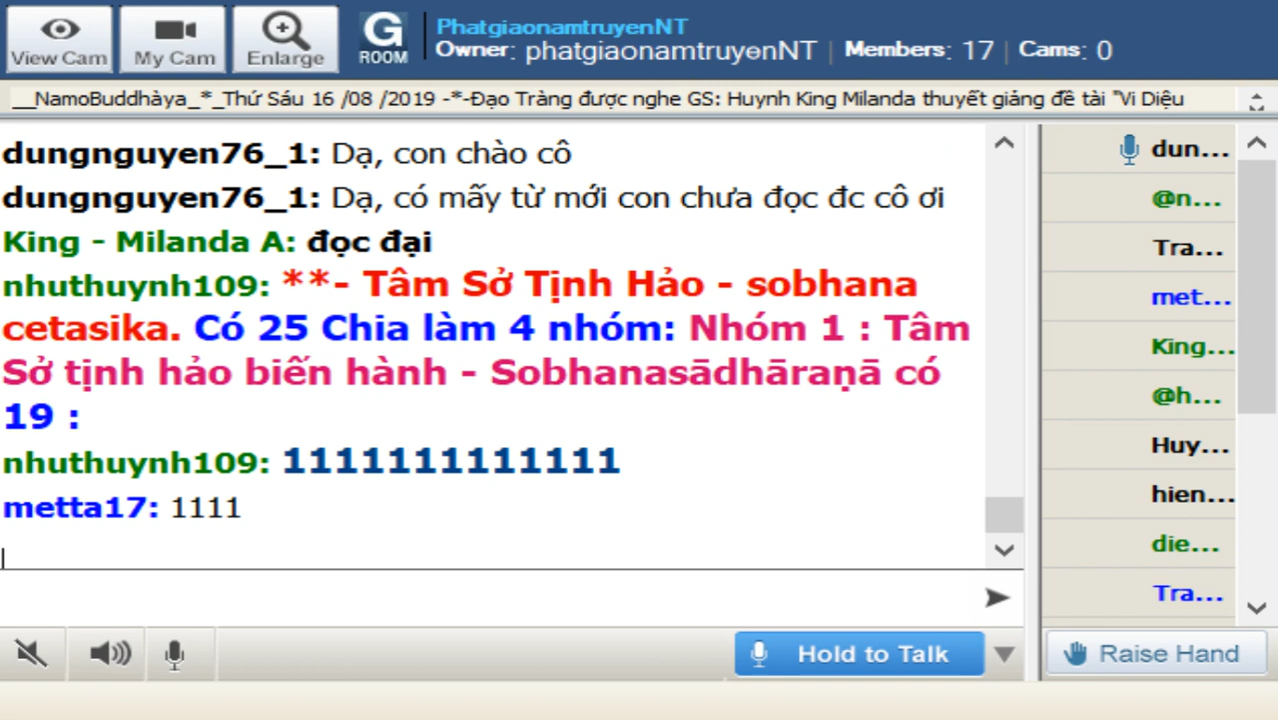 View Cam
My Cam
Enlarge
G
ROOM
PhatgiaonamtruyenNT
Owner: phatgiaonamtruyenNT | Members: 17 | Cams: 0
__NamoBuddhàya_*_Thứ Sáu 16 /08 /2019 -*-Đạo Tràng được nghe GS: Huynh King Milanda thuyết giảng đề tài "Vi Diệu
dungnguyen76_1: Dạ, con chào cô
dungnguyen76_1: Dạ, có mấy từ mới con chưa đọc đc cô ơi
King - Milanda A: đọc đại
nhuthuynh109: **- Tâm Sở Tịnh Hảo - sobhana
cetasika. Có 25 Chia làm 4 nhóm: Nhóm 1 : Tâm
Sở tịnh hảo biến hành - Sobhanasādhāraṇā có
19 :
nhuthuynh109: 1111111111111
metta17: 1111
dun...
@n...
Tra...
met...
King...
@h...
Huy...
hien...
die...
Tra...
Hold to Talk
Raise Hand